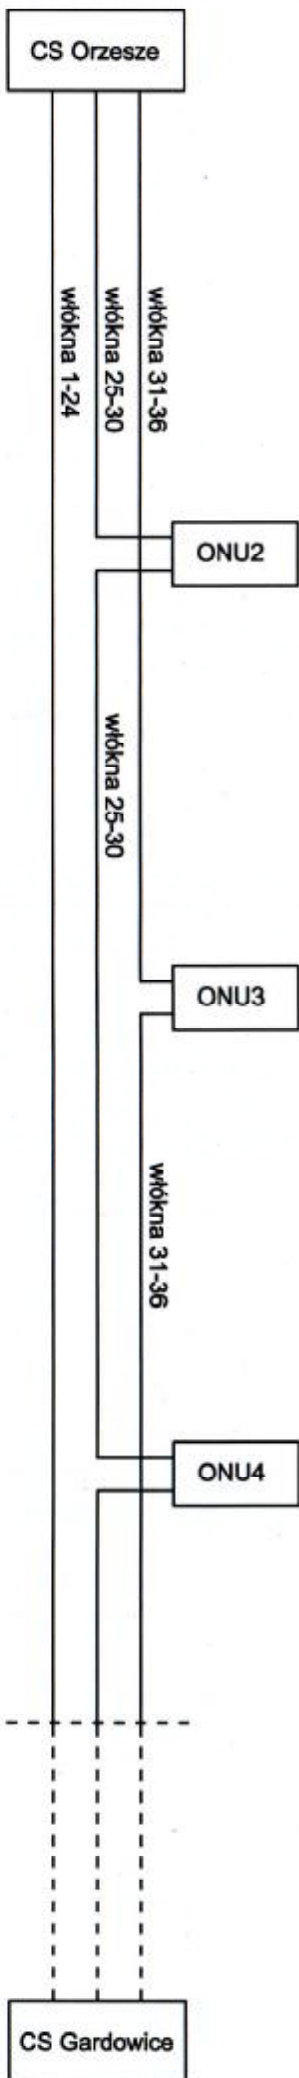 CS Orzesze
włókna 1-24
włókna 25-30
włókna 31-36
ONU2
włókna 25-30
ONU3
włókna 31-36
ONU4
CS Gardowice